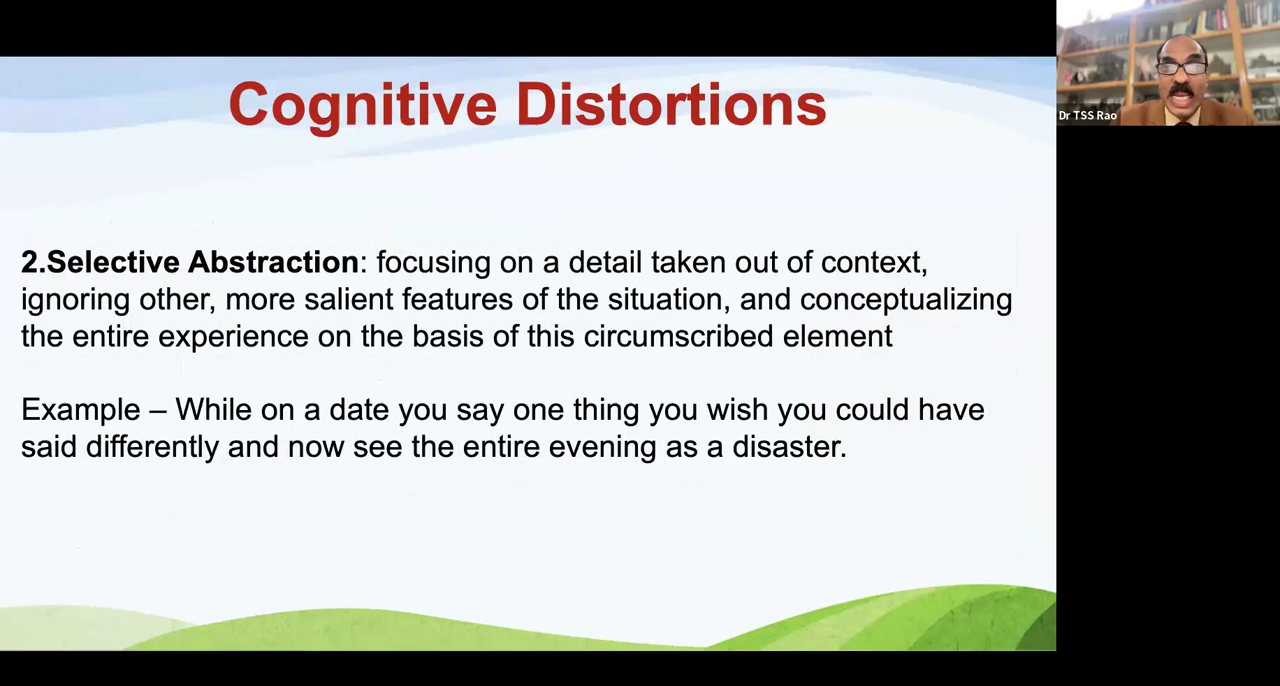 Cognitive Distortions
2.Selective Abstraction: focusing on a detail taken out of context,
ignoring other, more salient features of the situation, and conceptualizing
the entire experience on the basis of this circumscribed element
Example – While on a date you say one thing you wish you could have
said differently and now see the entire evening as a disaster.
Dr TSS Rao